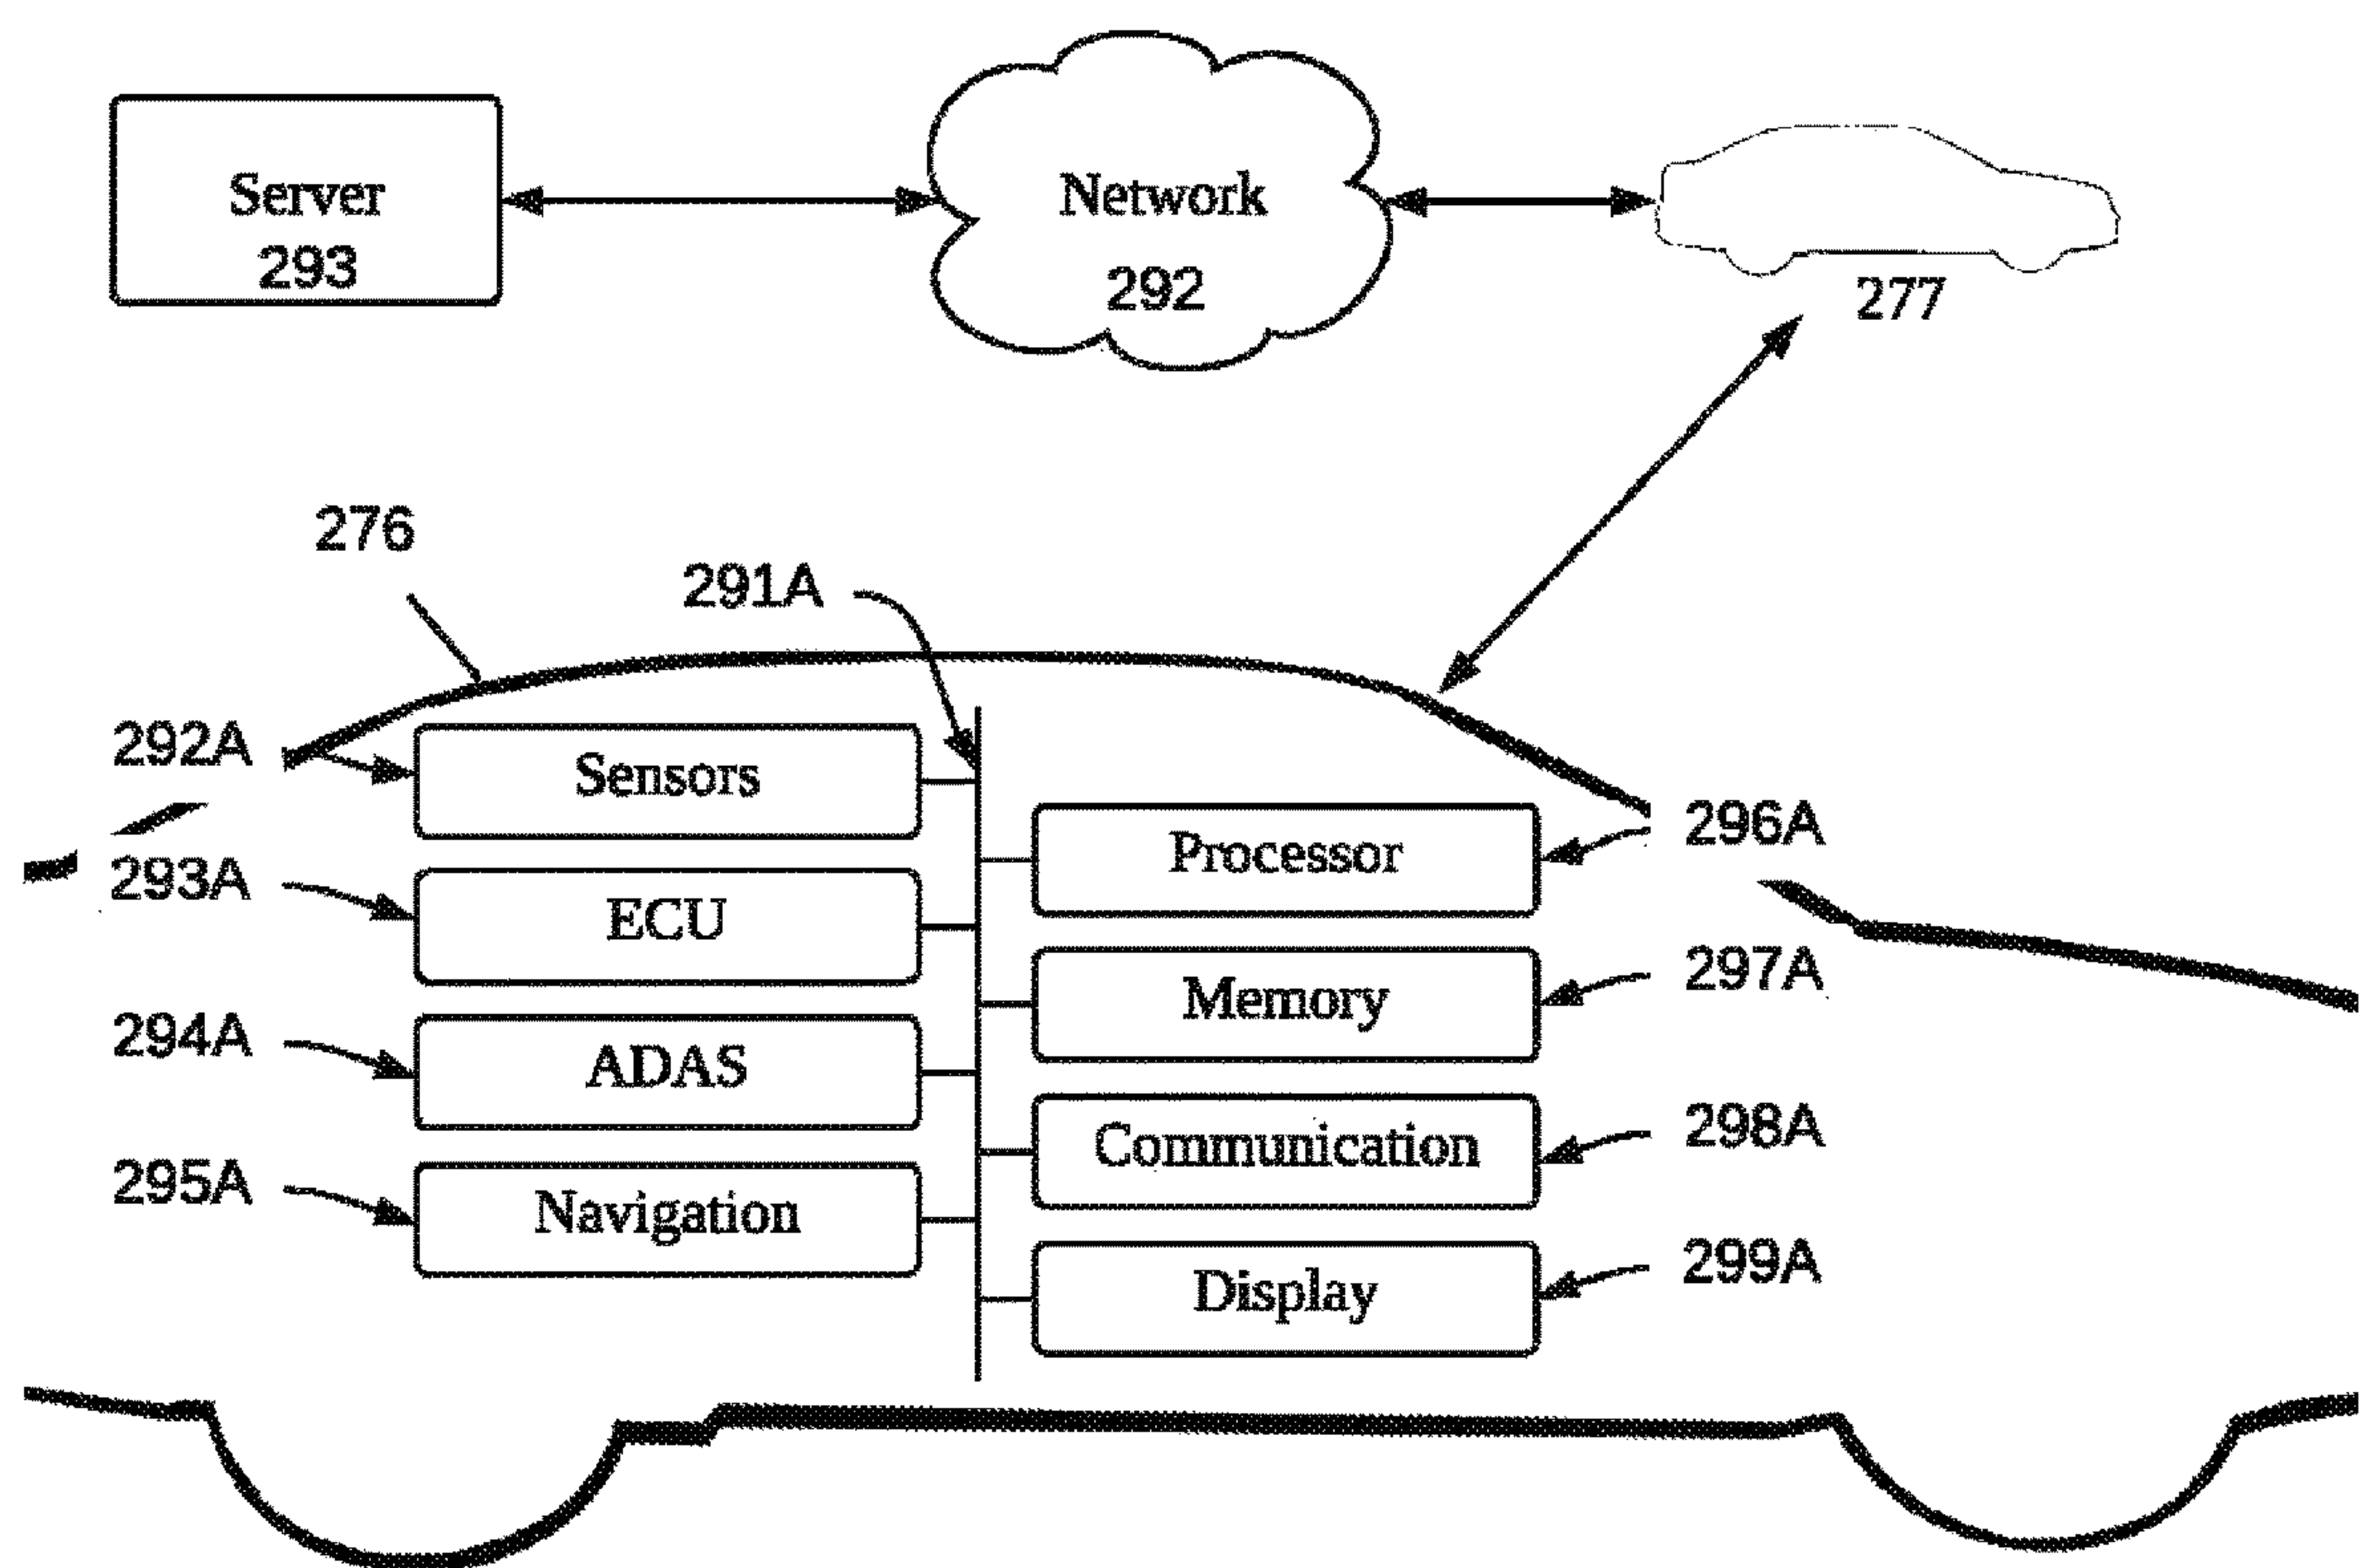 Server
293
Network
292
277
276
291A
292A
Sensors
Processor
296A
293A
ECU
Memory
297A
294A
ADAS
Communication
298A
295A
Navigation
Display
299A